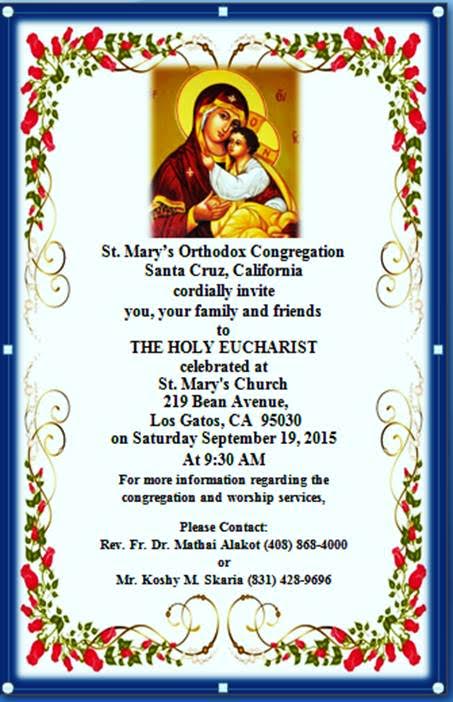 St. Mary's Orthodox Congregation
Santa Cruz, California
cordially invite
you, your family and friends
to
THE HOLY EUCHARIST
celebrated at
St. Mary's Church
219 Bean Avenue,
Los Gatos, CA 95030
on Saturday September 19, 2015
At 9:30 AM
For more information regarding the
congregation and worship services,
Please Contact:
Rev. Fr. Dr. Mathai Alakot (408) 868-4000
or
Mr. Koshy M. Skaria (831) 428-9696